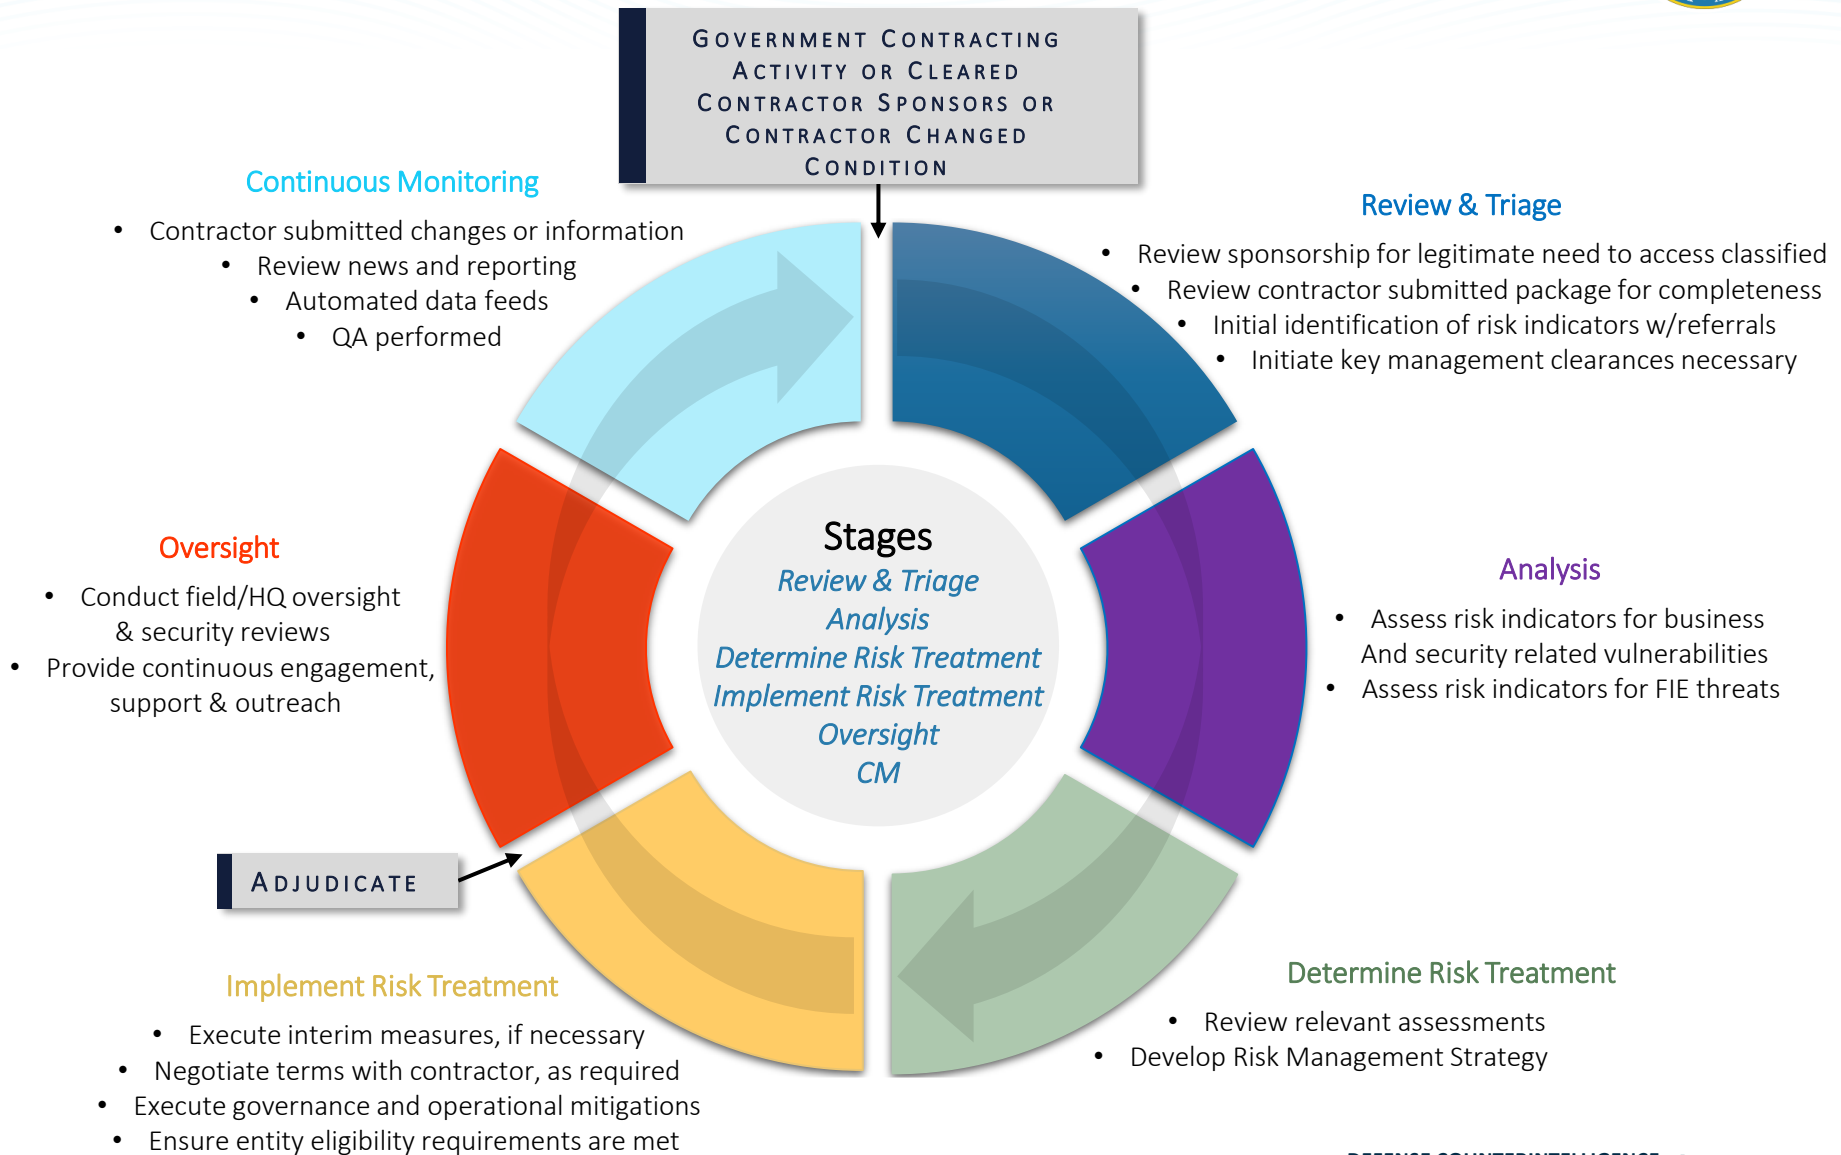 GOVERNMENT CONTRACTING
ACTIVITY OR CLEARED
CONTRACTOR SPONSORS OR
CONTRACTOR CHANGED
CONDITION
Continuous Monitoring
• Contractor submitted changes or information
• Review news and reporting
• Automated data feeds
• QA performed
Review & Triage
• Review sponsorship for legitimate need to access classified
• Review contractor submitted package for completeness
• Initial identification of risk indicators w/referrals
• Initiate key management clearances necessary
Oversight
• Conduct field/HQ oversight
& security reviews
• Provide continuous engagement,
support & outreach
Stages
Review & Triage
Analysis
Determine Risk Treatment
Implement Risk Treatment
Oversight
CM
Analysis
• Assess risk indicators for business
And security related vulnerabilities
• Assess risk indicators for FIE threats
ADJUDICATE
Implement Risk Treatment
• Execute interim measures, if necessary
• Negotiate terms with contractor, as required
• Execute governance and operational mitigations
• Ensure entity eligibility requirements are met
Determine Risk Treatment
• Review relevant assessments
• Develop Risk Management Strategy
DEFENSE COUNTERINTELLIGENCE